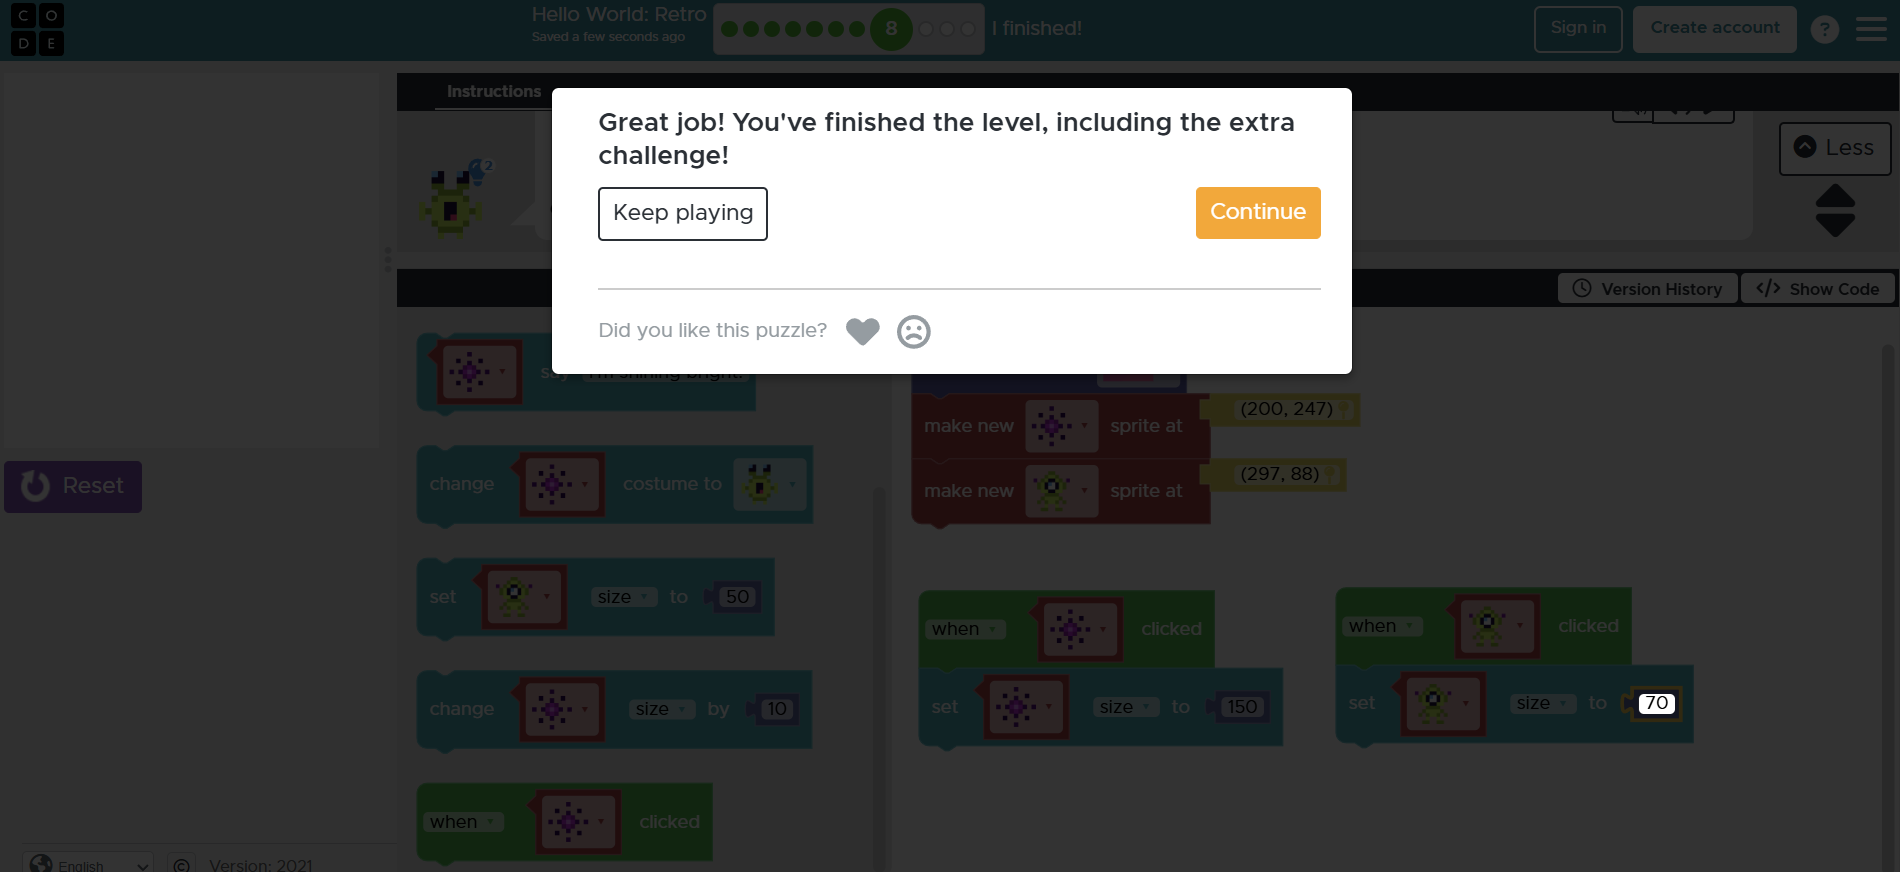 C O
D E
Hello World: Retro
Saved a few seconds ago
8
I finished!
Sign in
Create account
?
Instructions
Great job! You've finished the level, including the extra
challenge!
Keep playing
Continue
Did you like this puzzle?
2
Less
Version History
</> Show Code
Reset
say I'm shining bright!
change costume to
set size to 50
change size by 10
when clicked
make new sprite at (200, 247)
make new sprite at (297, 88)
when clicked
set size to 150
when clicked
set size to 70
English
© Version: 2021